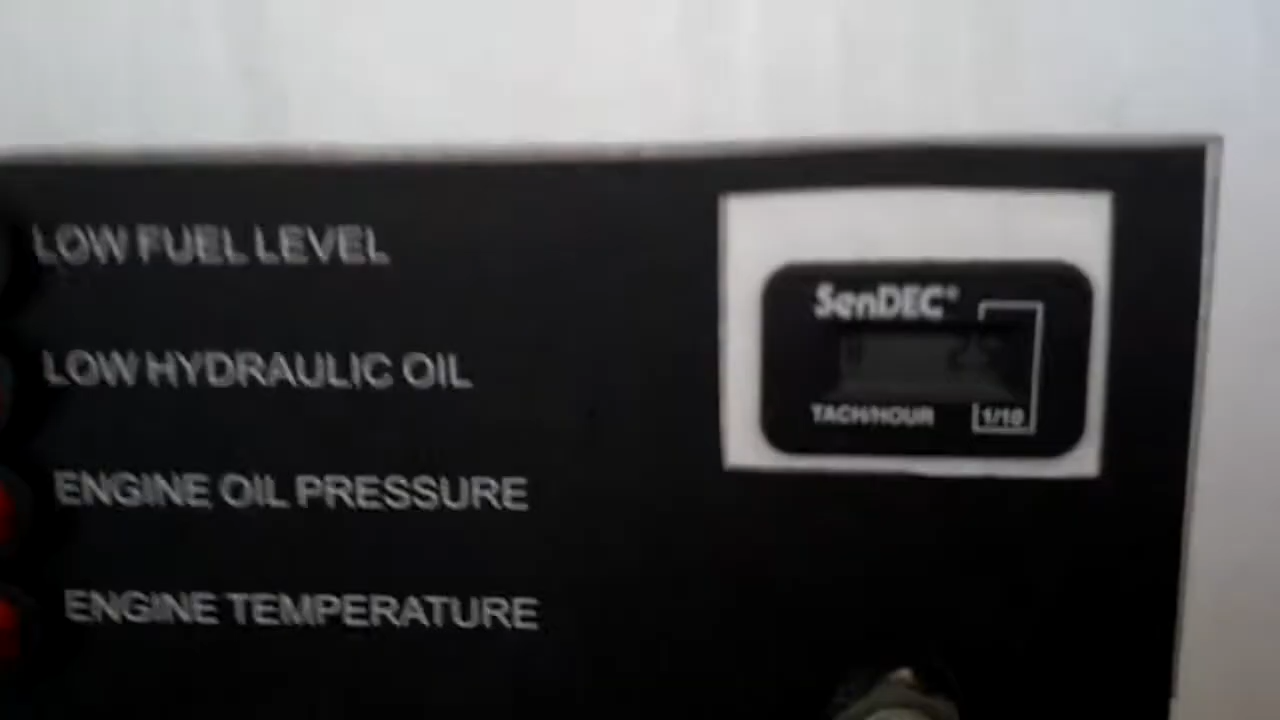 LOW FUEL LEVEL
LOW HYDRAULIC OIL
ENGINE OIL PRESSURE
ENGINE TEMPERATURE
SenDEC®
TACH/HOUR
1/10